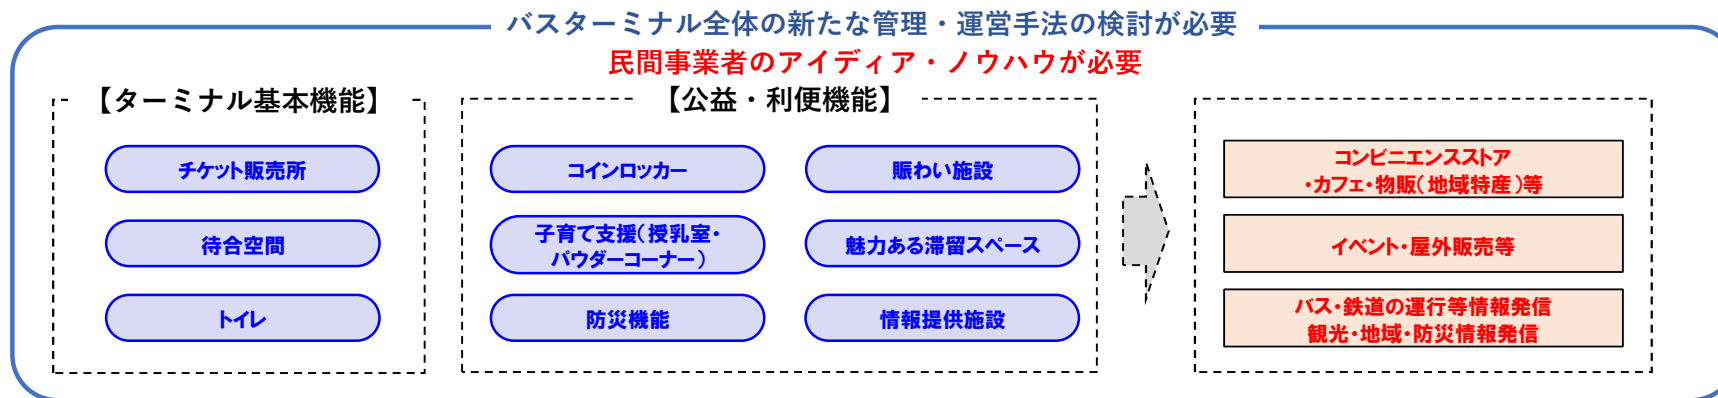 バスターミナル全体の新たな管理・運営手法の検討が必要
民間事業者のアイディア・ノウハウが必要
【ターミナル基本機能】
チケット販売所
待合空間
トイレ
【公益・利便機能】
コインロッカー
子育て支援(授乳室・
パウダーコーナー)
防災機能
賑わい施設
魅力ある滞留スペース
情報提供施設
コンビニエンスストア
・カフェ・物販(地域特産)等
イベント・屋外販売等
バス・鉄道の運行等情報発信
観光・地域・防災情報発信